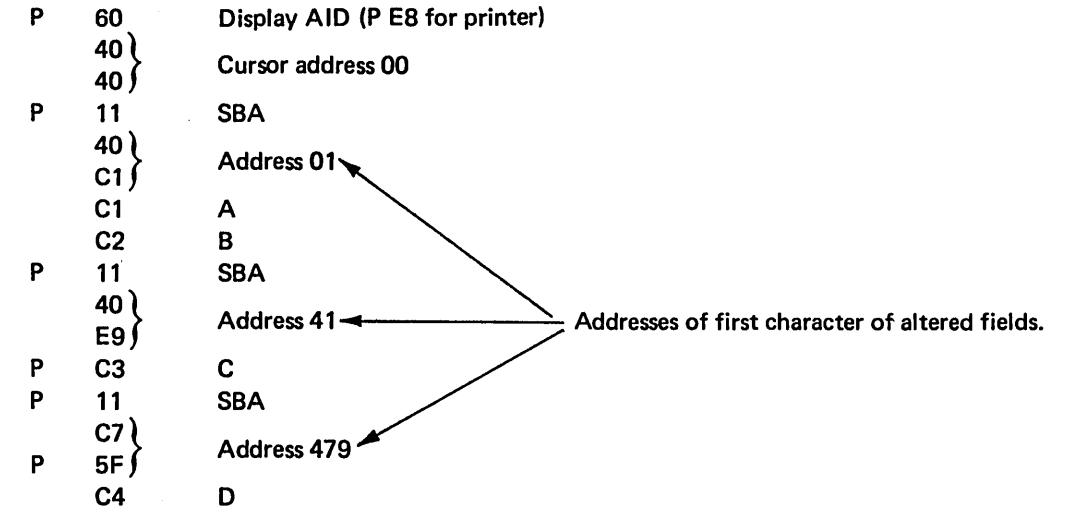 P 60 Display AID (P E8 for printer)
40
Cursor address 00
40
P 11 SBA
40
Address 01
C1
C1 A
C2 B
P 11 SBA
40
Address 41 Addresses of first character of altered fields.
E9
P C3 C
P 11 SBA
C7
Address 479
P 5F
C4 D